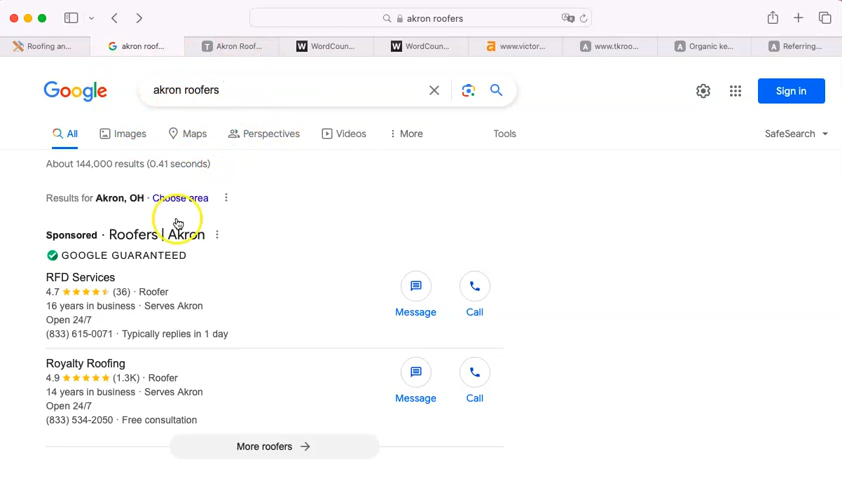 akron roofers
Roofing an...
akron roof...
Akron Roof...
WordCoun...
WordCoun...
www.victor...
www.tkroo...
Organic ke...
Referring...
Google
akron roofers
Sign in
All
Images
Maps
Perspectives
Videos
More
Tools
SafeSearch
About 144,000 results (0.41 seconds)
Results for Akron, OH · Choose area
Sponsored · Roofers | Akron
GOOGLE GUARANTEED
RFD Services
4.7 ★★★★★ (36) · Roofer
16 years in business · Serves Akron
Open 24/7
(833) 615-0071 · Typically replies in 1 day
Message
Call
Royalty Roofing
4.9 ★★★★★ (1.3K) · Roofer
14 years in business · Serves Akron
Open 24/7
(833) 534-2050 · Free consultation
Message
Call
More roofers →